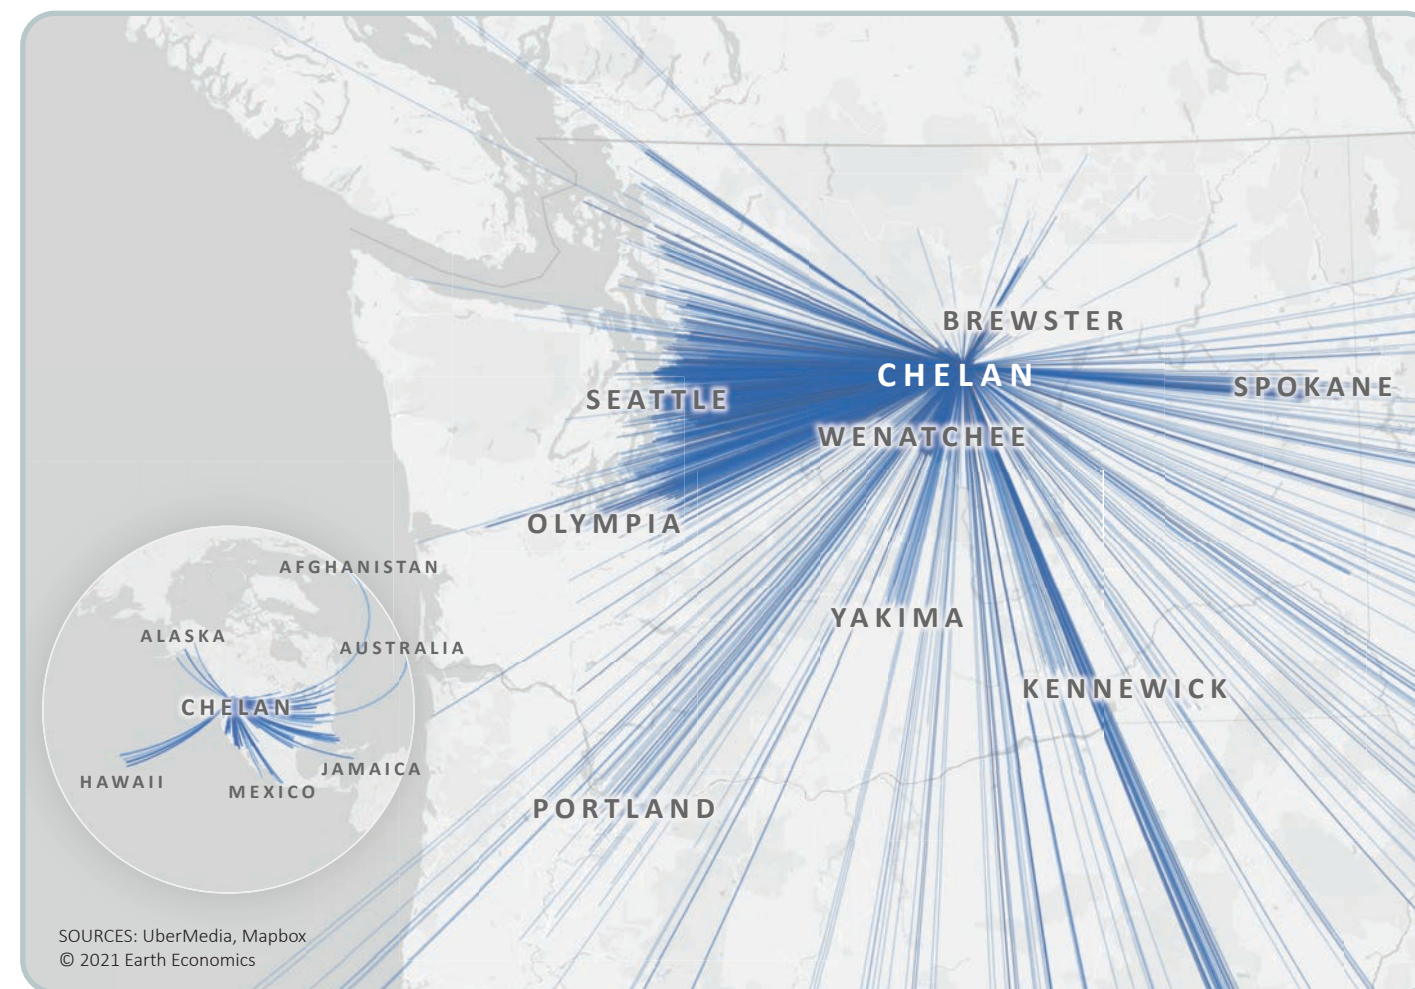 BREWSTER
CHELAN
SPOKANE
SEATTLE
WENATCHEE
OLYMPIA
YAKIMA
KENNEWICK
PORTLAND
AFGHANISTAN
ALASKA
AUSTRALIA
CHELAN
JAMAICA
HAWAII
MEXICO
SOURCES: UberMedia, Mapbox
© 2021 Earth Economics